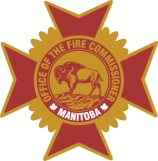 OFFICE OF THE FIRE COMMISSIONER
MANITOBA